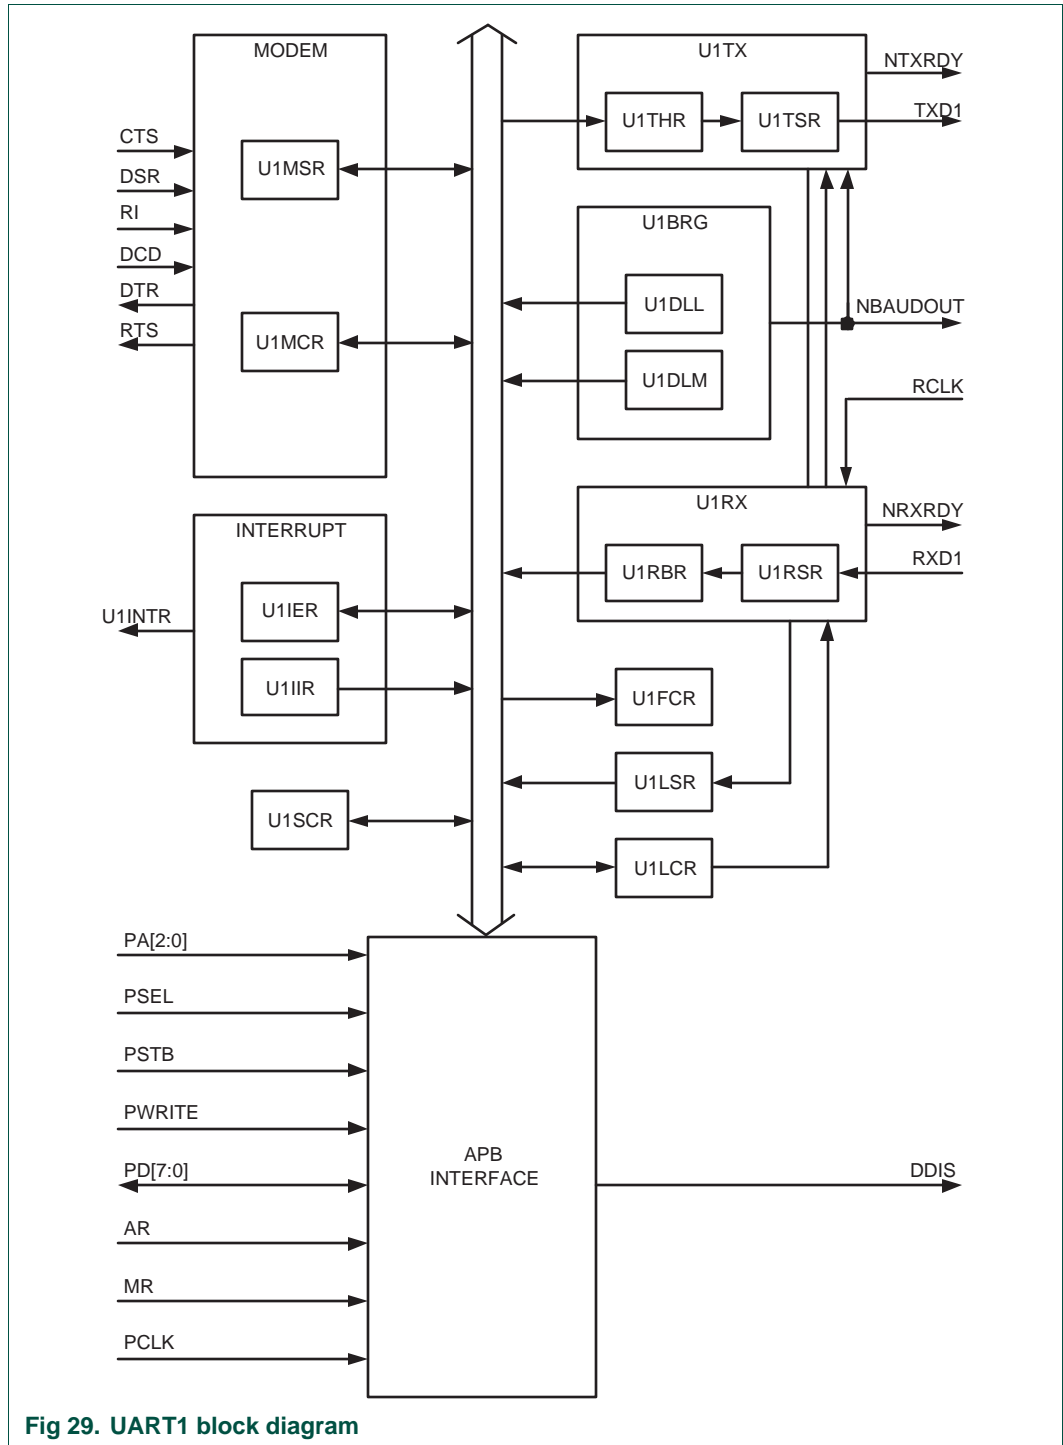 MODEM
CTS
DSR
RI
DCD
DTR
RTS
U1MSR
U1MCR
U1TX
U1THR
U1TSR
NTXRDY
TXD1
U1BRG
U1DLL
U1DLM
NBAUDOUT
RCLK
U1RX
U1RBR
U1RSR
NRXRDY
RXD1
INTERRUPT
U1INTR
U1IER
U1IIR
U1SCR
U1FCR
U1LSR
U1LCR
PA[2:0]
PSEL
PSTB
PWRITE
PD[7:0]
AR
MR
PCLK
APB
INTERFACE
DDIS
Fig 29. UART1 block diagram